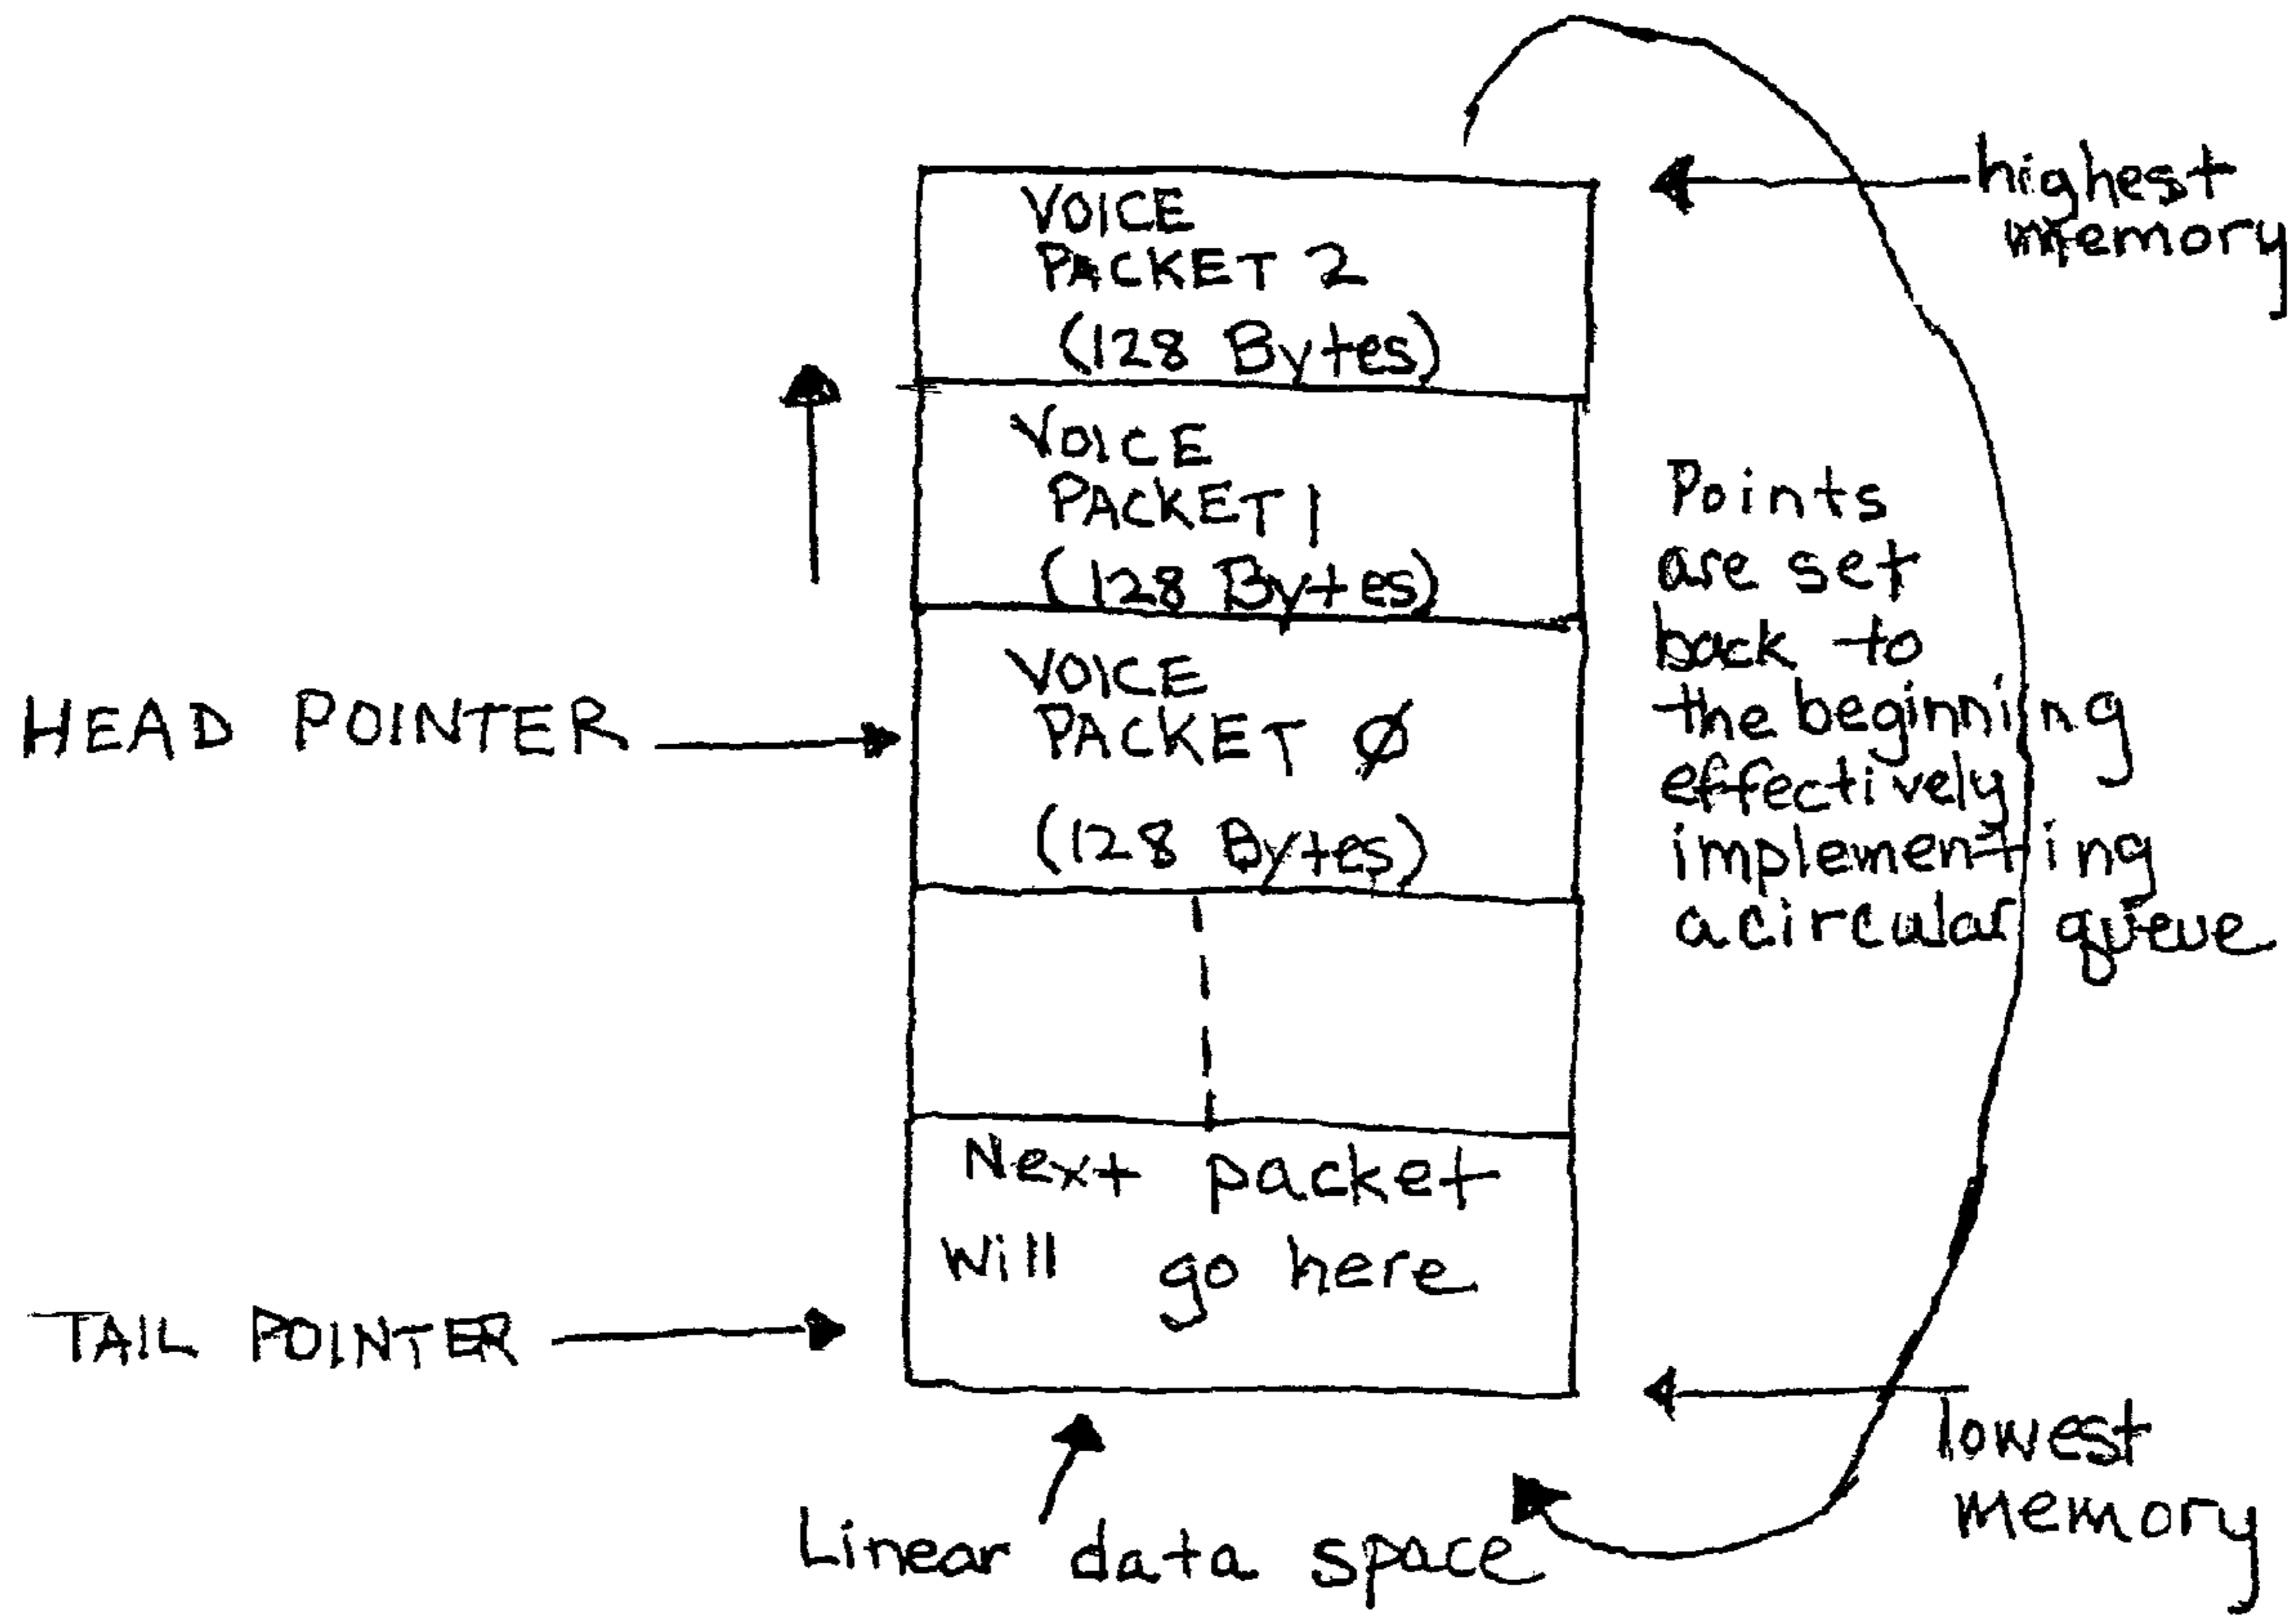 VOICE
PACKET 2
(128 Bytes)
highest
memory
VOICE
PACKET 1
(128 Bytes)
HEAD POINTER
VOICE
PACKET Ø
(128 Bytes)
Points
are set
back to
the beginning
effectively
implementing
a circular queue
Next packet
Will go here
TAIL POINTER
lowest
memory
Linear data space